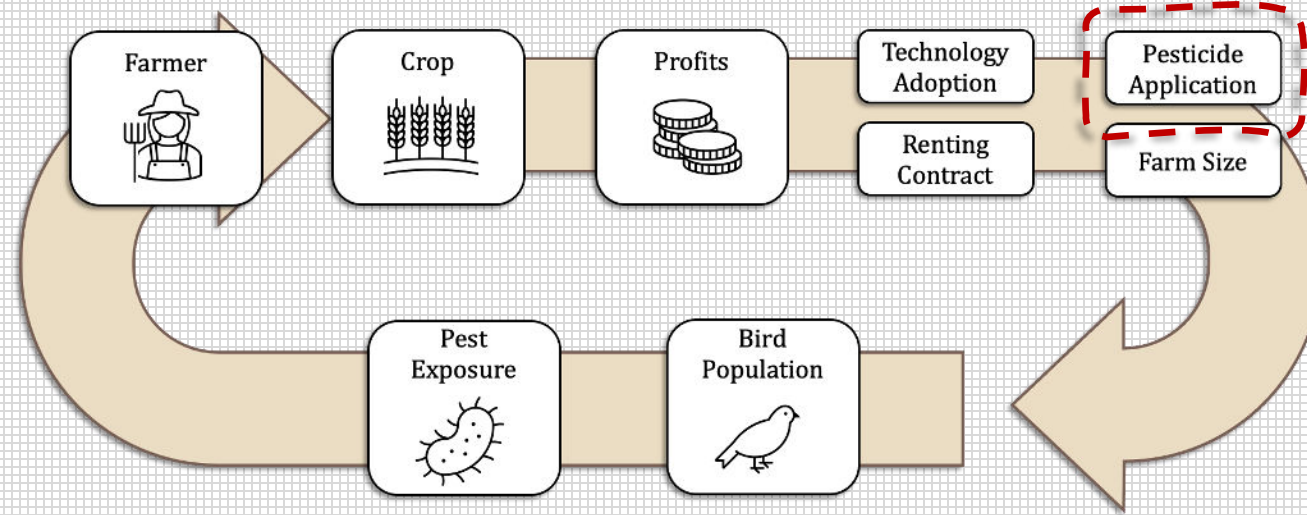 Farmer
Crop
Profits
Technology
Adoption
Renting
Contract
Pesticide
Application
Farm Size
Pest
Exposure
Bird
Population